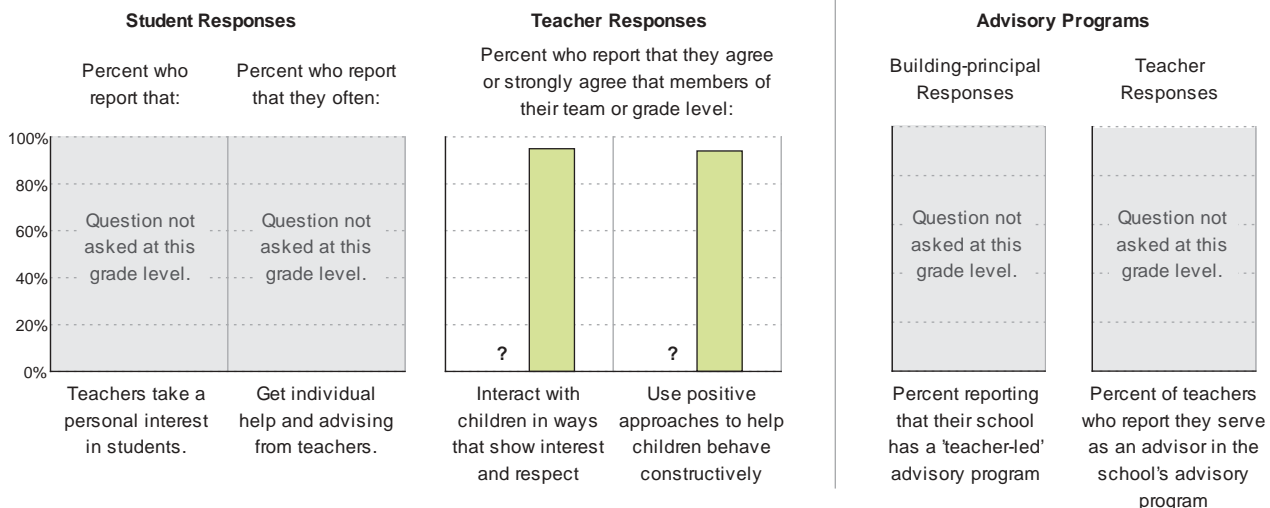 Student Responses
Percent who
report that:
Percent who report
that they often:
100%
80%
60%
40%
20%
0%
Question not
asked at this
grade level.
Question not
asked at this
grade level.
Teachers take a
personal interest
in students.
Get individual
help and advising
from teachers.
Teacher Responses
Percent who report that they agree
or strongly agree that members of
their team or grade level:
?
?
Interact with
children in ways
that show interest
and respect
Use positive
approaches to help
children behave
constructively
Advisory Programs
Building-principal
Responses
Teacher
Responses
Question not
asked at this
grade level.
Question not
asked at this
grade level.
Percent reporting
that their school
has a 'teacher-led'
advisory program
Percent of teachers
who report they serve
as an advisor in the
school's advisory
program